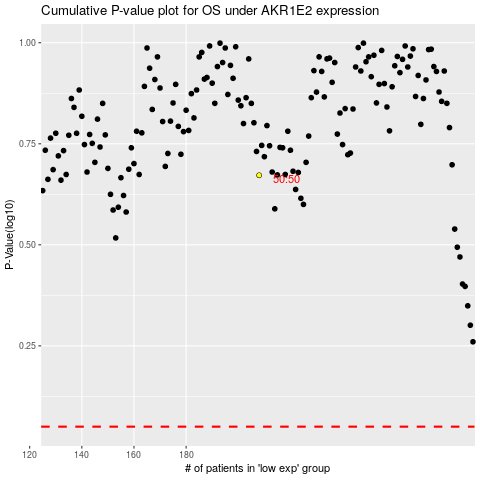 Cumulative P-value plot for OS under AKR1E2 expression
P-Value(log10)
1.00
0.75
0.50
0.25
50.50
120 140 160 180
# of patients in 'low exp' group